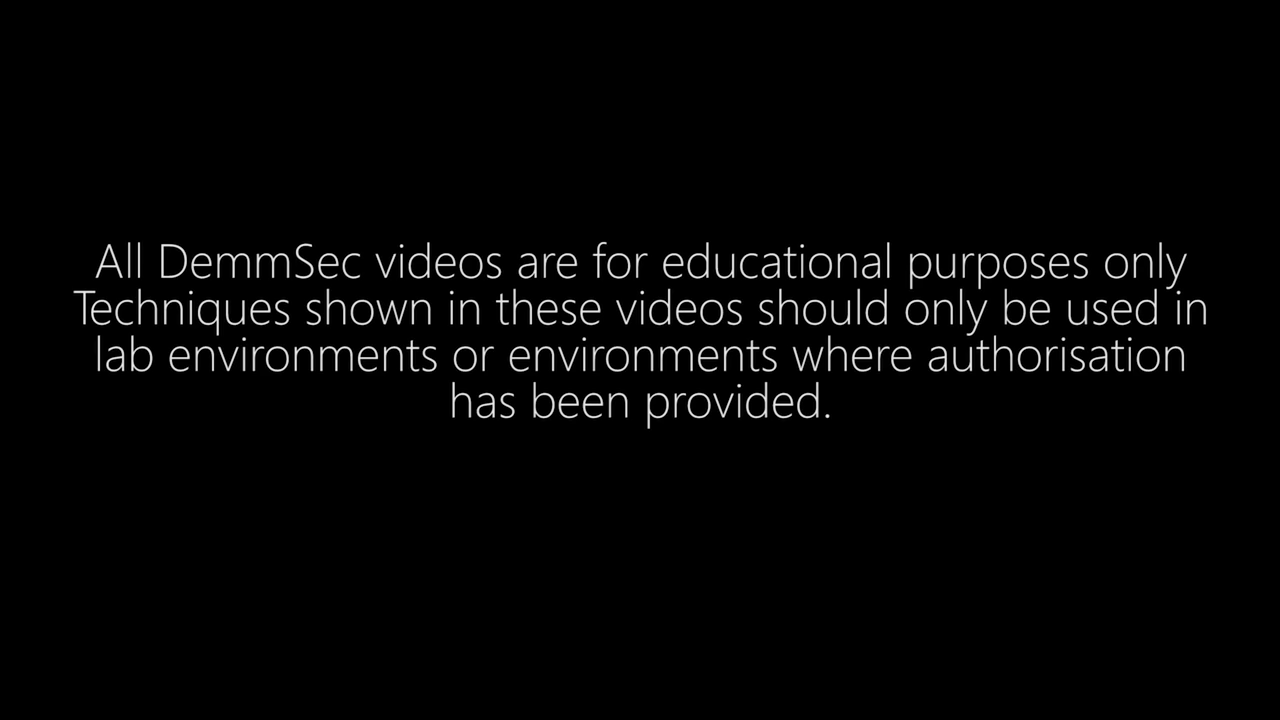 All DemmSec videos are for educational purposes only
Techniques shown in these videos should only be used in
lab environments or environments where authorisation
has been provided.